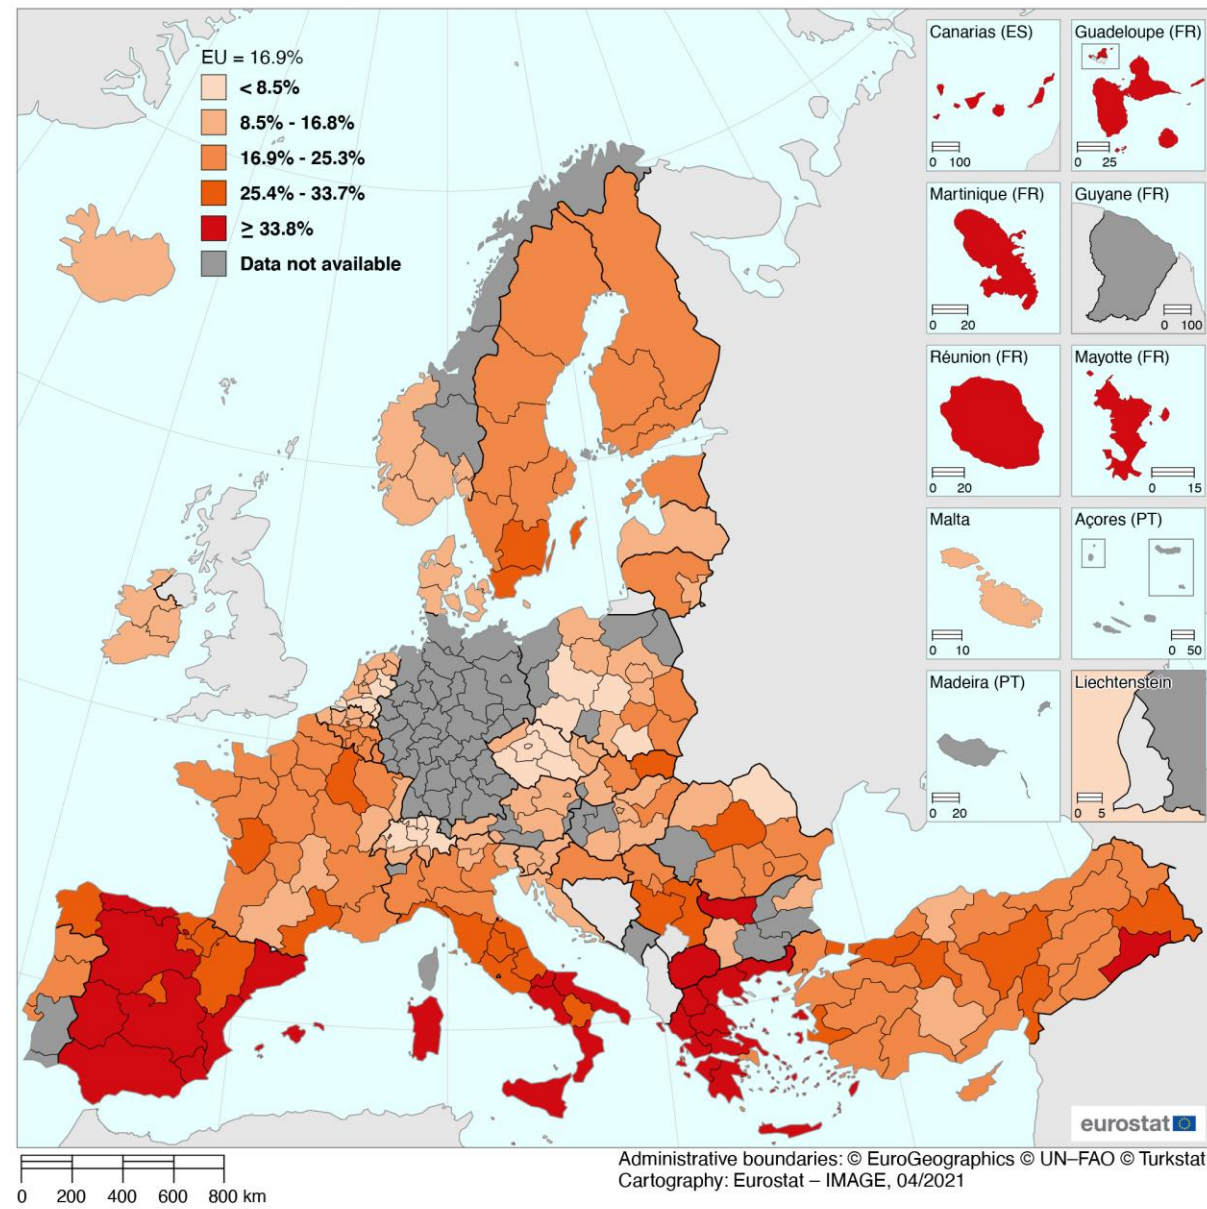 EU = 16.9%
< 8.5%
8.5% - 16.8%
16.9% - 25.3%
25.4% - 33.7%
≥ 33.8%
Data not available
Canarias (ES)
0 100
Guadeloupe (FR)
0 25
Martinique (FR)
0 20
Guyane (FR)
0 100
Réunion (FR)
0 20
Mayotte (FR)
0 15
Malta
0 10
Açores (PT)
0 50
Madeira (PT)
0 20
Liechtenstein
0 5
eurostat
Administrative boundaries: © EuroGeographics © UN–FAO © Turkstat
Cartography: Eurostat – IMAGE, 04/2021
0 200 400 600 800 km